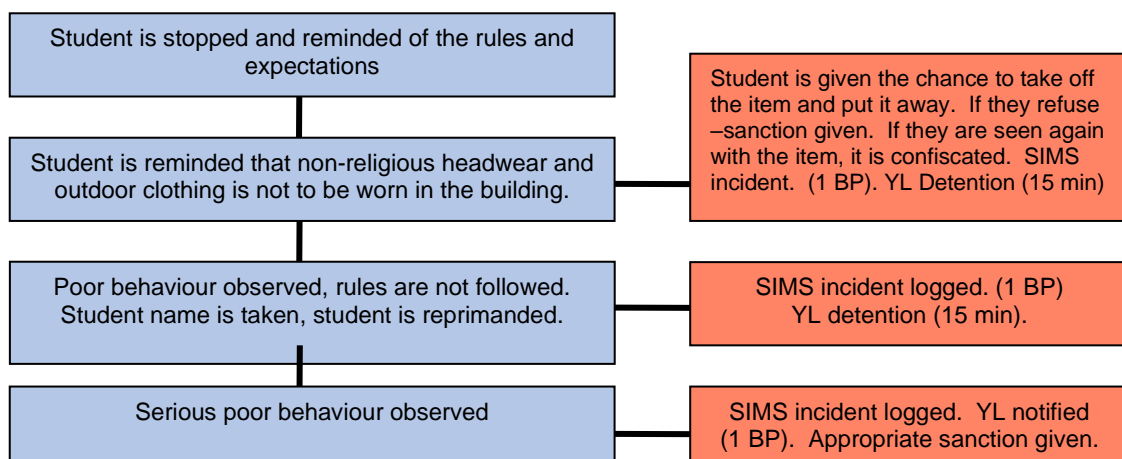 Student is stopped and reminded of the rules and
expectations
Student is given the chance to take off
the item and put it away.  If they refuse
–sanction given.  If they are seen again
with the item, it is confiscated.  SIMS
incident.  (1 BP). YL Detention (15 min)
Student is reminded that non-religious headwear and
outdoor clothing is not to be worn in the building.
Poor behaviour observed, rules are not followed.
Student name is taken, student is reprimanded.
SIMS incident logged. (1 BP)
YL detention (15 min).
Serious poor behaviour observed
SIMS incident logged.  YL notified
(1 BP).  Appropriate sanction given.